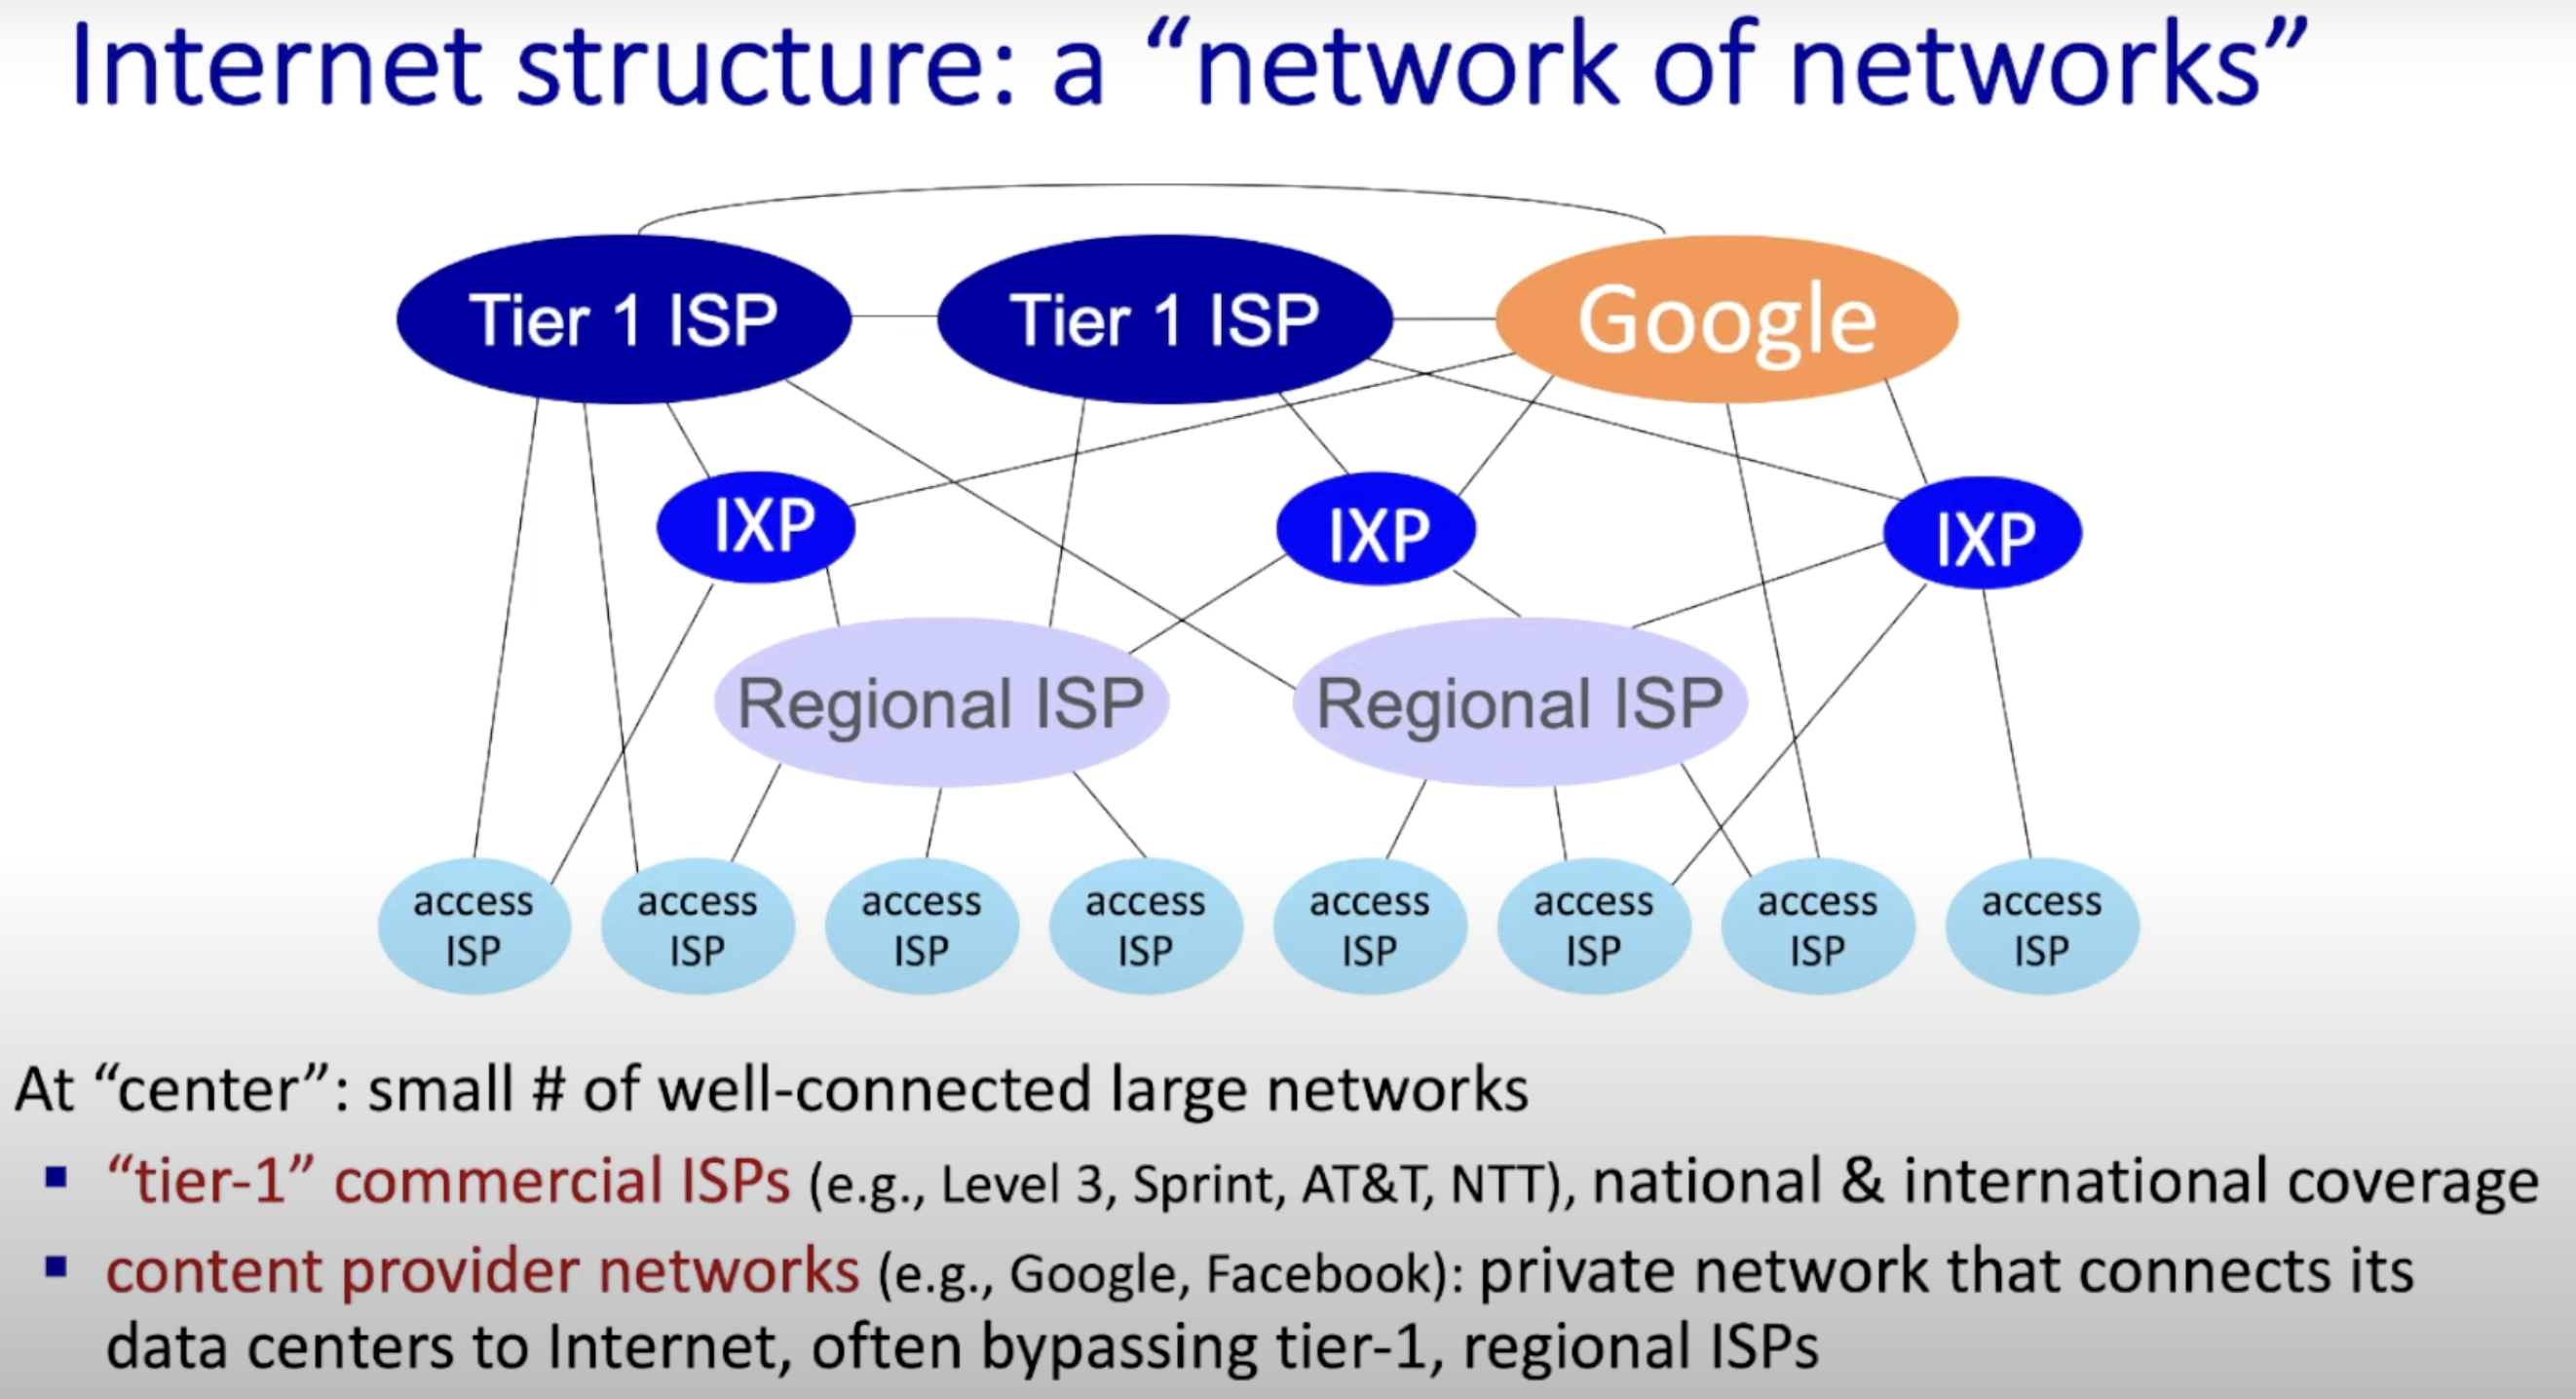 Internet structure: a “network of networks”
Tier 1 ISP
Tier 1 ISP
Google
IXP
IXP
IXP
Regional ISP
Regional ISP
access
ISP
access
ISP
access
ISP
access
ISP
access
ISP
access
ISP
access
ISP
access
ISP
At “center”: small # of well-connected large networks
▪ “tier-1” commercial ISPs (e.g., Level 3, Sprint, AT&T, NTT), national & international coverage
▪ content provider networks (e.g., Google, Facebook): private network that connects its
data centers to Internet, often bypassing tier-1, regional ISPs